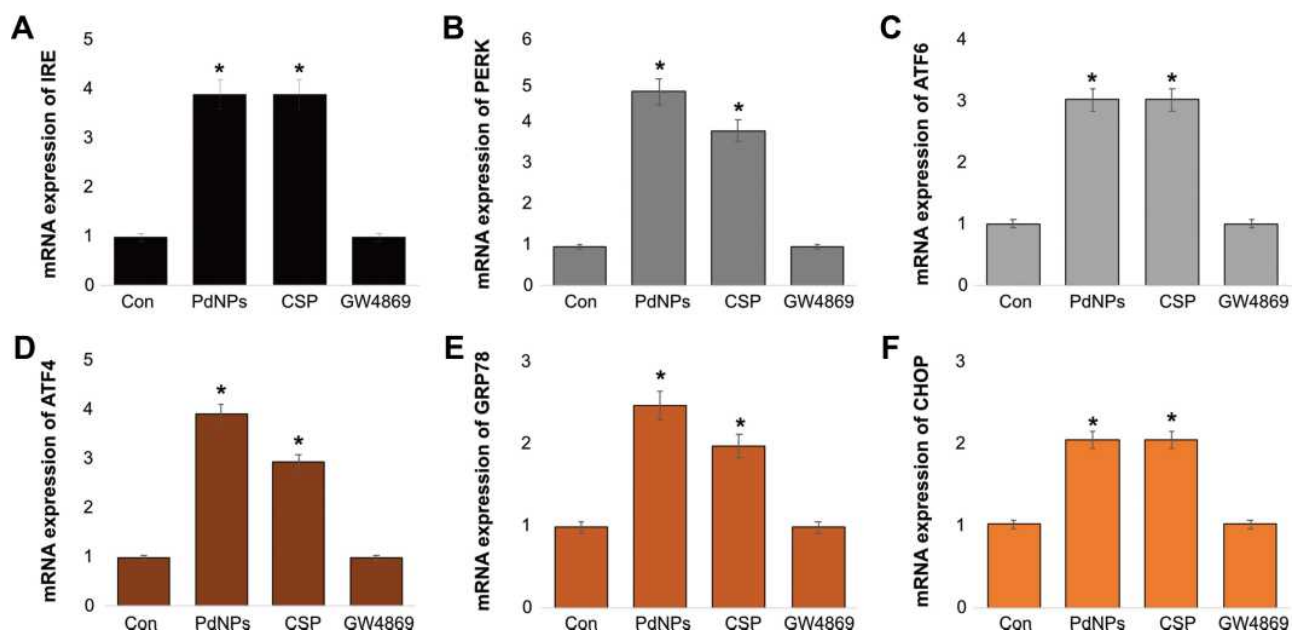 A
mRNA expression of IRE
5
4
3
2
1
0
* *
Con PdNPs CSP GW4869
B
mRNA expression of PERK
6
5
4
3
2
1
0
* *
Con PdNPs CSP GW4869
C
mRNA expression of ATF6
4
3
2
1
0
* *
Con PdNPs CSP GW4869
D
mRNA expression of ATF4
5
4
3
2
1
0
* *
Con PdNPs CSP GW4869
E
mRNA expression of GRP78
3
2
1
0
* *
Con PdNPs CSP GW4869
F
mRNA expression of CHOP
3
2
1
0
* *
Con PdNPs CSP GW4869